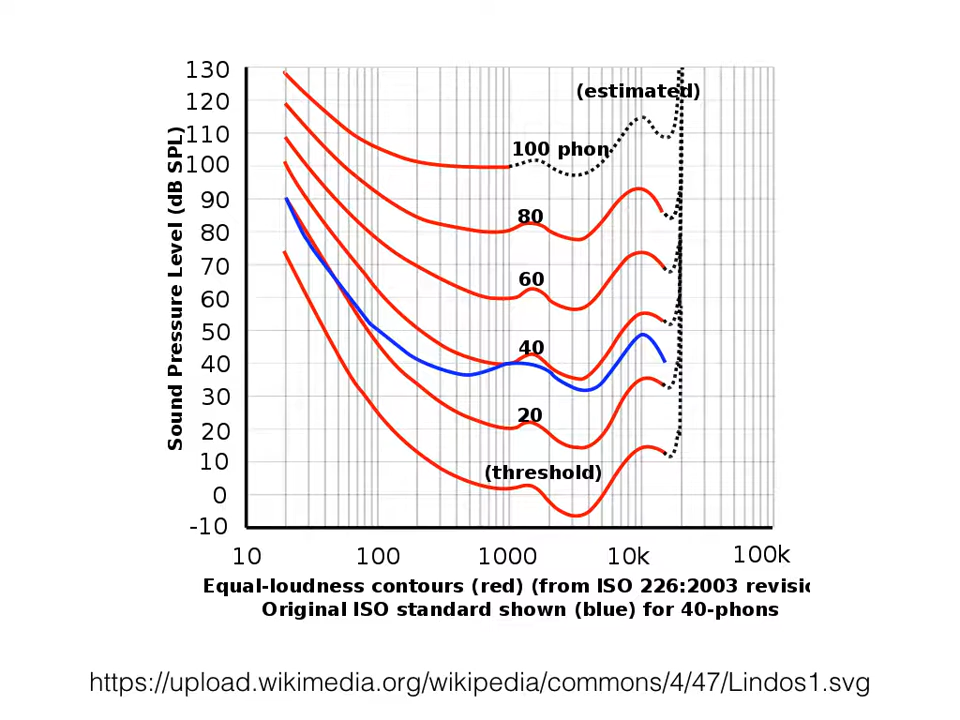 130
120
110
100
90
80
70
60
50
40
30
20
10
0
-10
Sound Pressure Level (dB SPL)
(estimated)
100 phon
80
60
40
20
(threshold)
10 100 1000 10k 100k
Equal-loudness contours (red) (from ISO 226:2003 revisi
Original ISO standard shown (blue) for 40-phons
https://upload.wikimedia.org/wikipedia/commons/4/47/Lindos1.svg